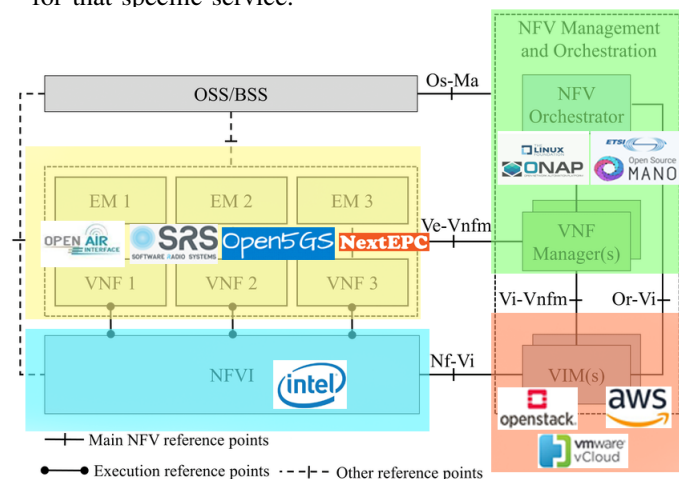 for that specific service.
NFV Management
and Orchestration
Os-Ma
OSS/BSS
NFV
Orchestrator
LINUX
ONAP
ETSI
Open Source
MANO
EM 1
EM 2
EM 3
Ve-Vnfm
OPEN AIR
INTERFACE
SRS
SOFTWARE RADIO SYSTEMS
Open5GS
NextEPC
VNF
Manager(s)
VNF 1
VNF 2
VNF 3
Vi-Vnfm
Or-Vi
NFVI
intel
Nf-Vi
VIM(s)
openstack.
aws
vmware
vCloud
Main NFV reference points
Execution reference points
Other reference points